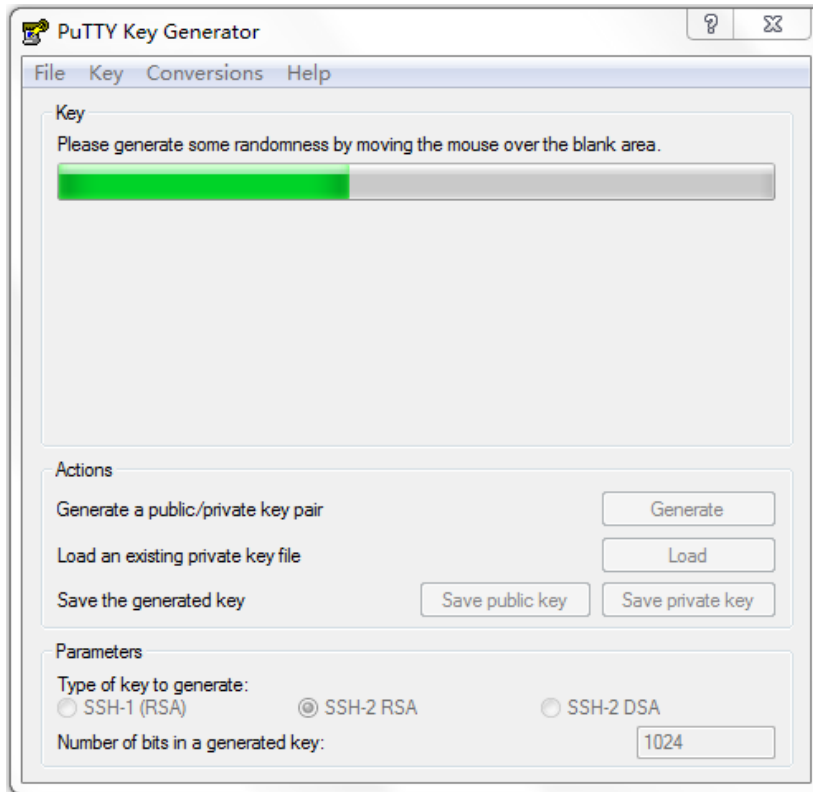 PuTTY Key Generator
File Key Conversions Help
Key
Please generate some randomness by moving the mouse over the blank area.
Actions
Generate a public/private key pair Generate
Load an existing private key file Load
Save the generated key Save public key Save private key
Parameters
Type of key to generate:
SSH-1 (RSA) SSH-2 RSA SSH-2 DSA
Number of bits in a generated key: 1024